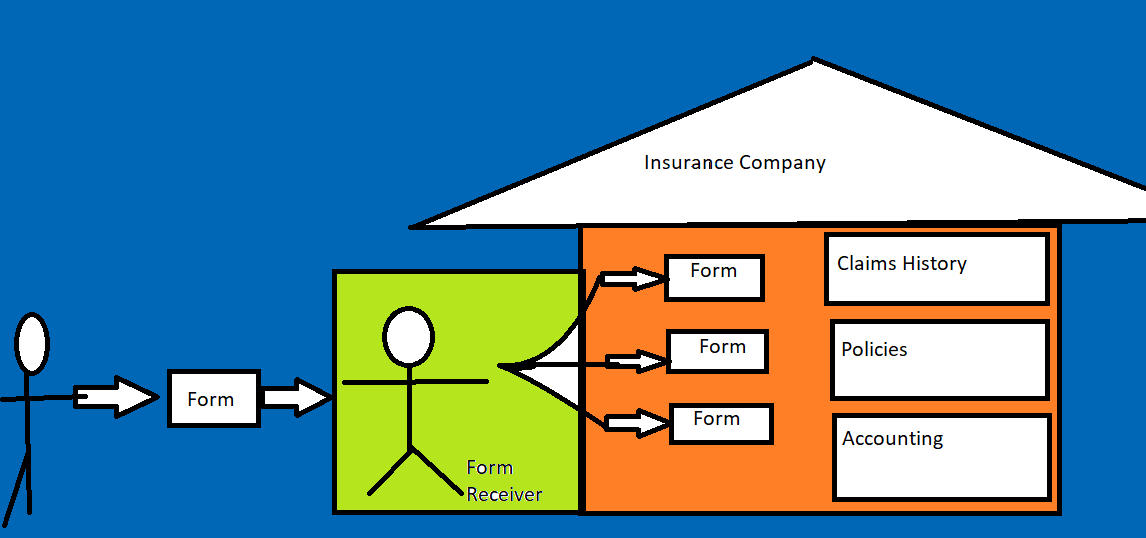 Insurance Company
Form
Claims History
Form
Policies
Form
Form
Accounting
Form
Receiver